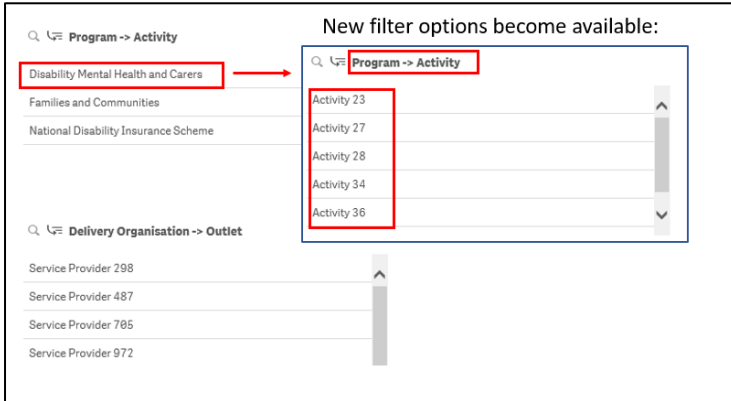 Program -> Activity
Disability Mental Health and Carers
Families and Communities
National Disability Insurance Scheme
New filter options become available:
Program -> Activity
Activity 23
Activity 27
Activity 28
Activity 34
Activity 36
Delivery Organisation -> Outlet
Service Provider 298
Service Provider 487
Service Provider 705
Service Provider 972